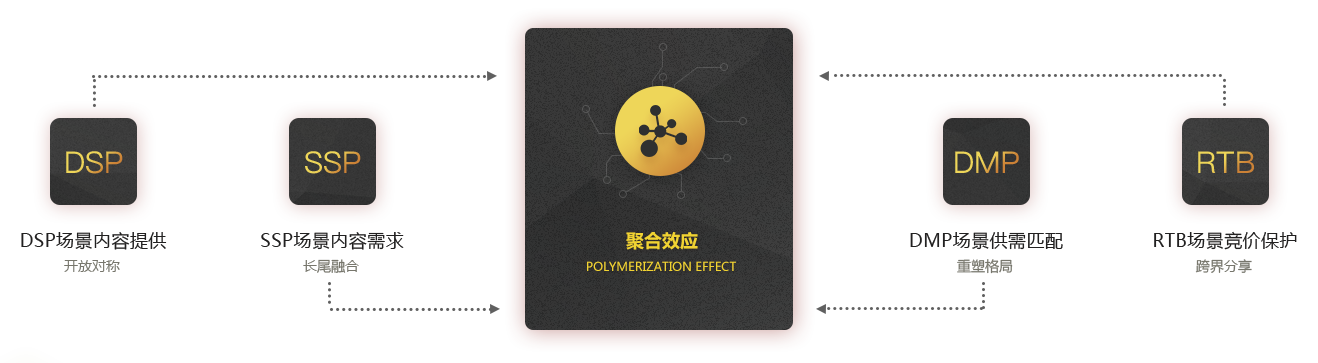 DSP
DSP场景内容提供
开放对称
SSP
SSP场景内容需求
长尾融合
聚合效应
POLYMERIZATION EFFECT
DMP
DMP场景供需匹配
重塑格局
RTB
RTB场景竞价保护
跨界分享